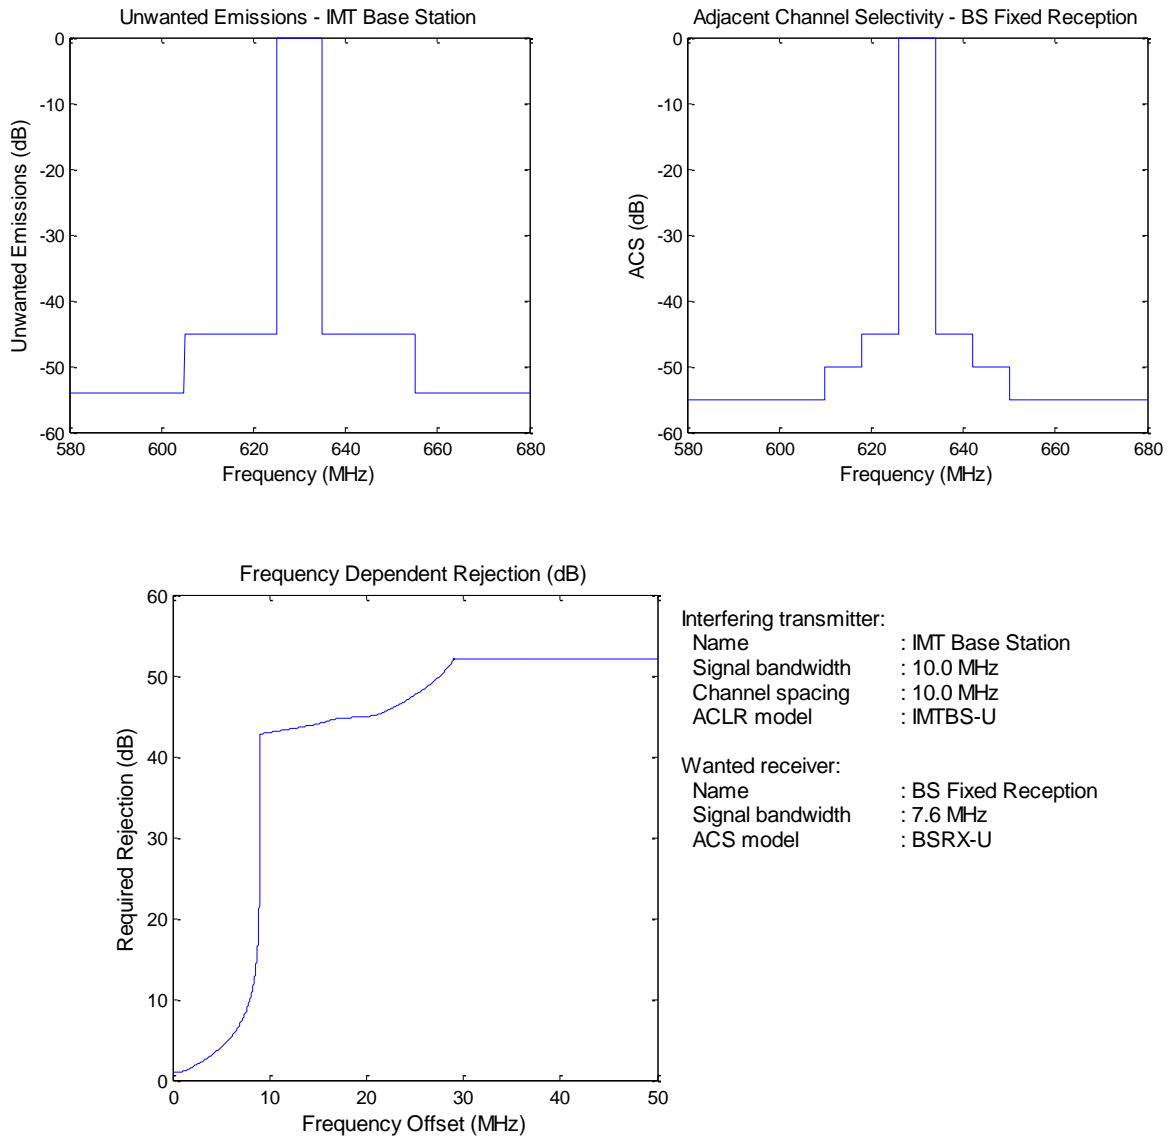 Unwanted Emissions - IMT Base Station
0
-10
-20
-30
-40
-50
-60
580 600 620 640 660 680
Unwanted Emissions (dB)
Frequency (MHz)
Adjacent Channel Selectivity - BS Fixed Reception
0
-10
-20
-30
-40
-50
-60
580 600 620 640 660 680
ACS (dB)
Frequency (MHz)
Frequency Dependent Rejection (dB)
60
50
40
30
20
10
0
0 10 20 30 40 50
Required Rejection (dB)
Frequency Offset (MHz)
Interfering transmitter:
Name : IMT Base Station
Signal bandwidth : 10.0 MHz
Channel spacing : 10.0 MHz
ACLR model : IMTBS-U
Wanted receiver:
Name : BS Fixed Reception
Signal bandwidth : 7.6 MHz
ACS model : BSRX-U